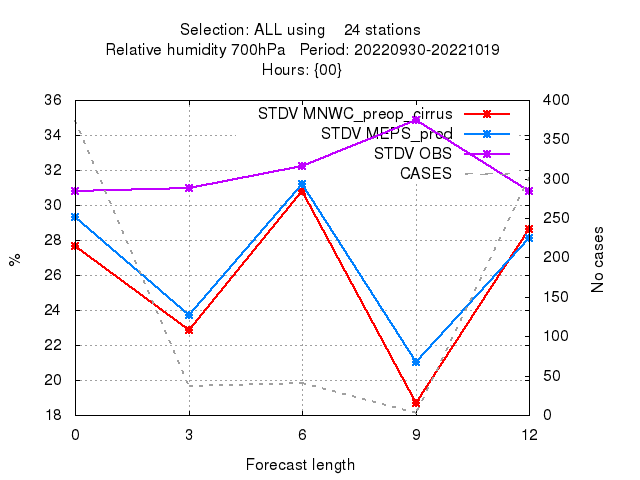 Selection: ALL using    24 stations
Relative humidity 700hPa   Period: 20220930-20221019
Hours: {00}
STDV MNWC_preop_cirrus
STDV MEPS_prod
STDV OBS
CASES
36
34
32
30
28
26
24
22
20
18
%
400
350
300
250
200
150
100
50
0
No cases
0 3 6 9 12
Forecast length